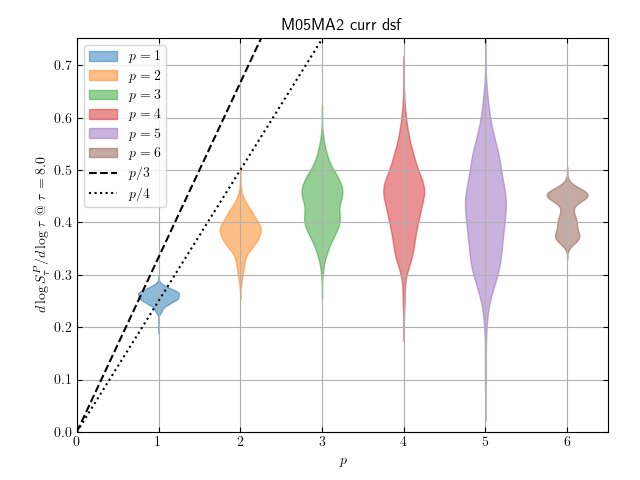 M05MA2 curr dsf
d log S_τ^P / d log τ @ τ = 8.0
0.7
0.6
0.5
0.4
0.3
0.2
0.1
0.0
p = 1
p = 2
p = 3
p = 4
p = 5
p = 6
p/3
p/4
0 1 2 3 4 5 6
p